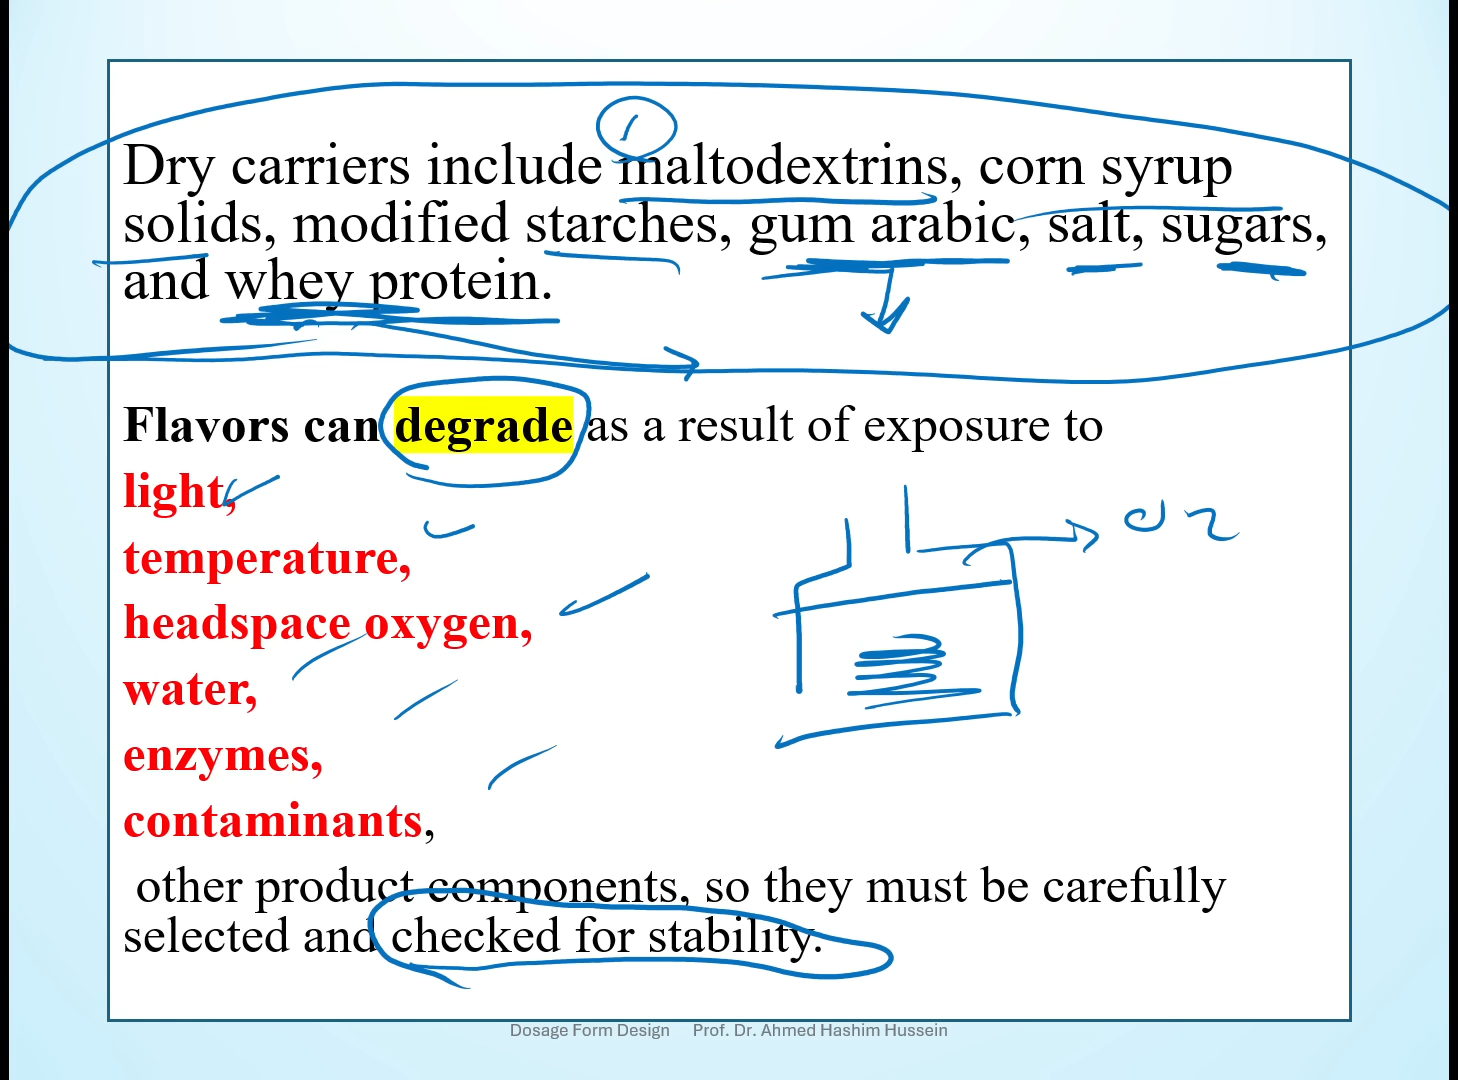 1
Dry carriers include maltodextrins, corn syrup
solids, modified starches, gum arabic, salt, sugars,
and whey protein.
Flavors can degrade as a result of exposure to
light,
temperature,
headspace oxygen,
water,
enzymes,
contaminants,
other product components, so they must be carefully
selected and checked for stability.
Dosage Form Design Prof. Dr. Ahmed Hashim Hussein